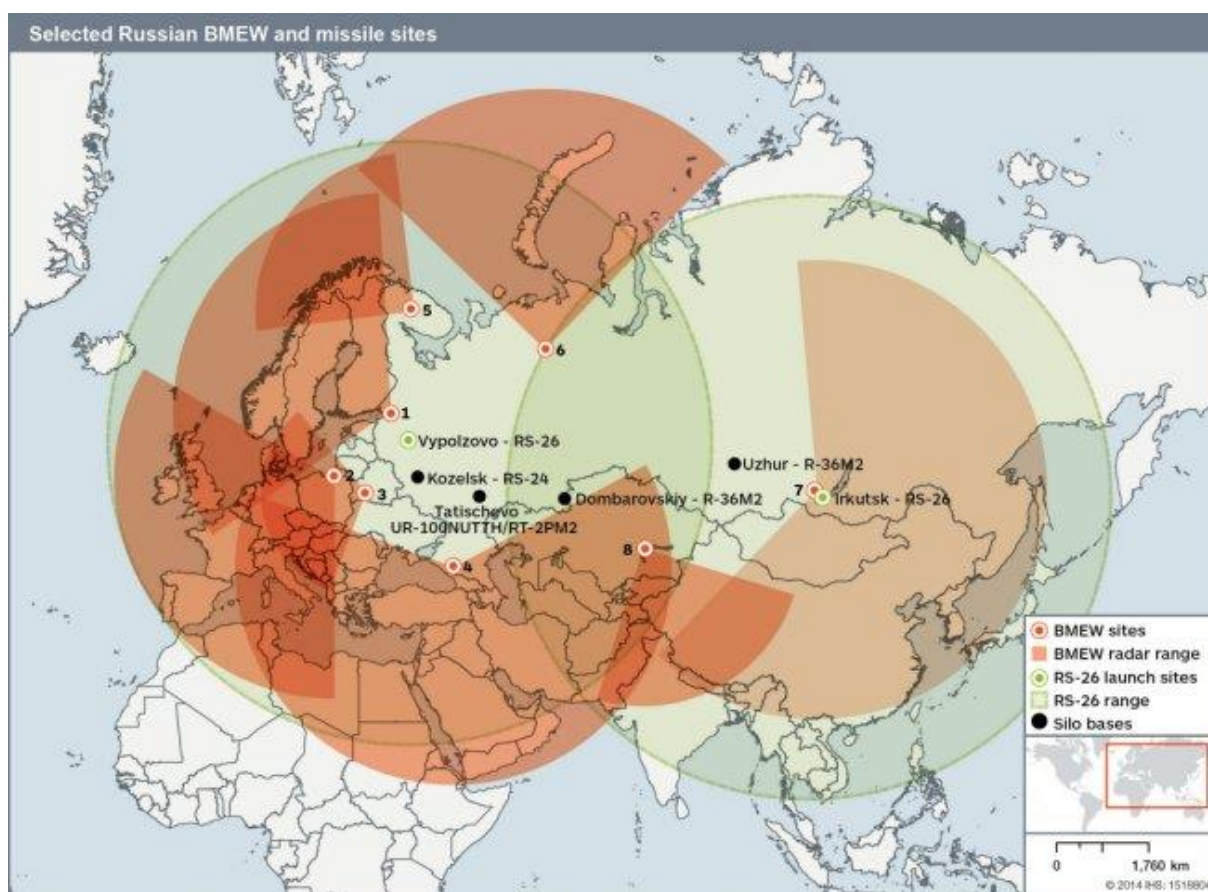 Selected Russian BMEW and missile sites
5
6
1
Vypolzovo - RS-26
Uzhur - R-36M2
2
Kozelsk - RS-24
3
7
Irkutsk - RS-26
Dombarovskiy - R-36M2
Tatischevo -
UR-100NUTTH/RT-2PM2
8
4
BMEW sites
BMEW radar range
RS-26 launch sites
RS-26 range
Silo bases
0 1,760 km
© 2014 IHS: